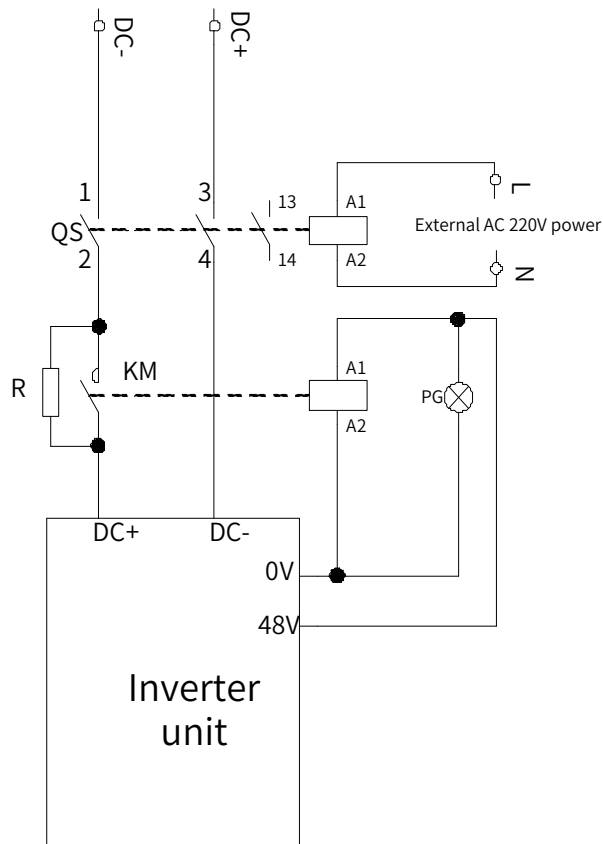 DC-
DC+
1
3
13
A1
L
QS
External AC 220V power
2
4
14
A2
N
R
KM
A1
PG
A2
DC+
DC-
0V
48V
Inverter
unit